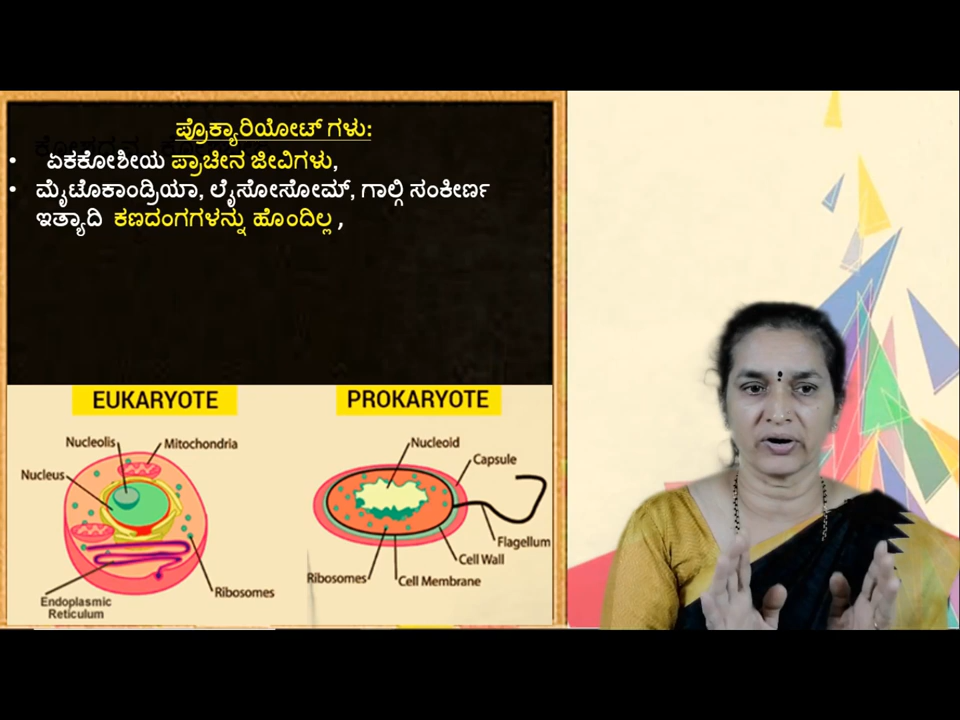 ಪ್ರೊಕ್ಯಾರಿಯೋಟ್ ಗಳು:
• ಏಕಕೋಶೀಯ ಪ್ರಾಚೀನ ಜೀವಿಗಳು,
• ಮೈಟೊಕಾಂಡ್ರಿಯಾ, ಲೈಸೋಸೋಮ್, ಗಾಲ್ಗಿ ಸಂಕೀರ್ಣ
ಇತ್ಯಾದಿ ಕಣದಂಗಗಳನ್ನು ಹೊಂದಿಲ್ಲ ,
EUKARYOTE
Nucleolis
Mitochondria
Nucleus
Ribosomes
Endoplasmic
Reticulum
PROKARYOTE
Nucleoid
Capsule
Flagellum
Cell Wall
Ribosomes
Cell Membrane